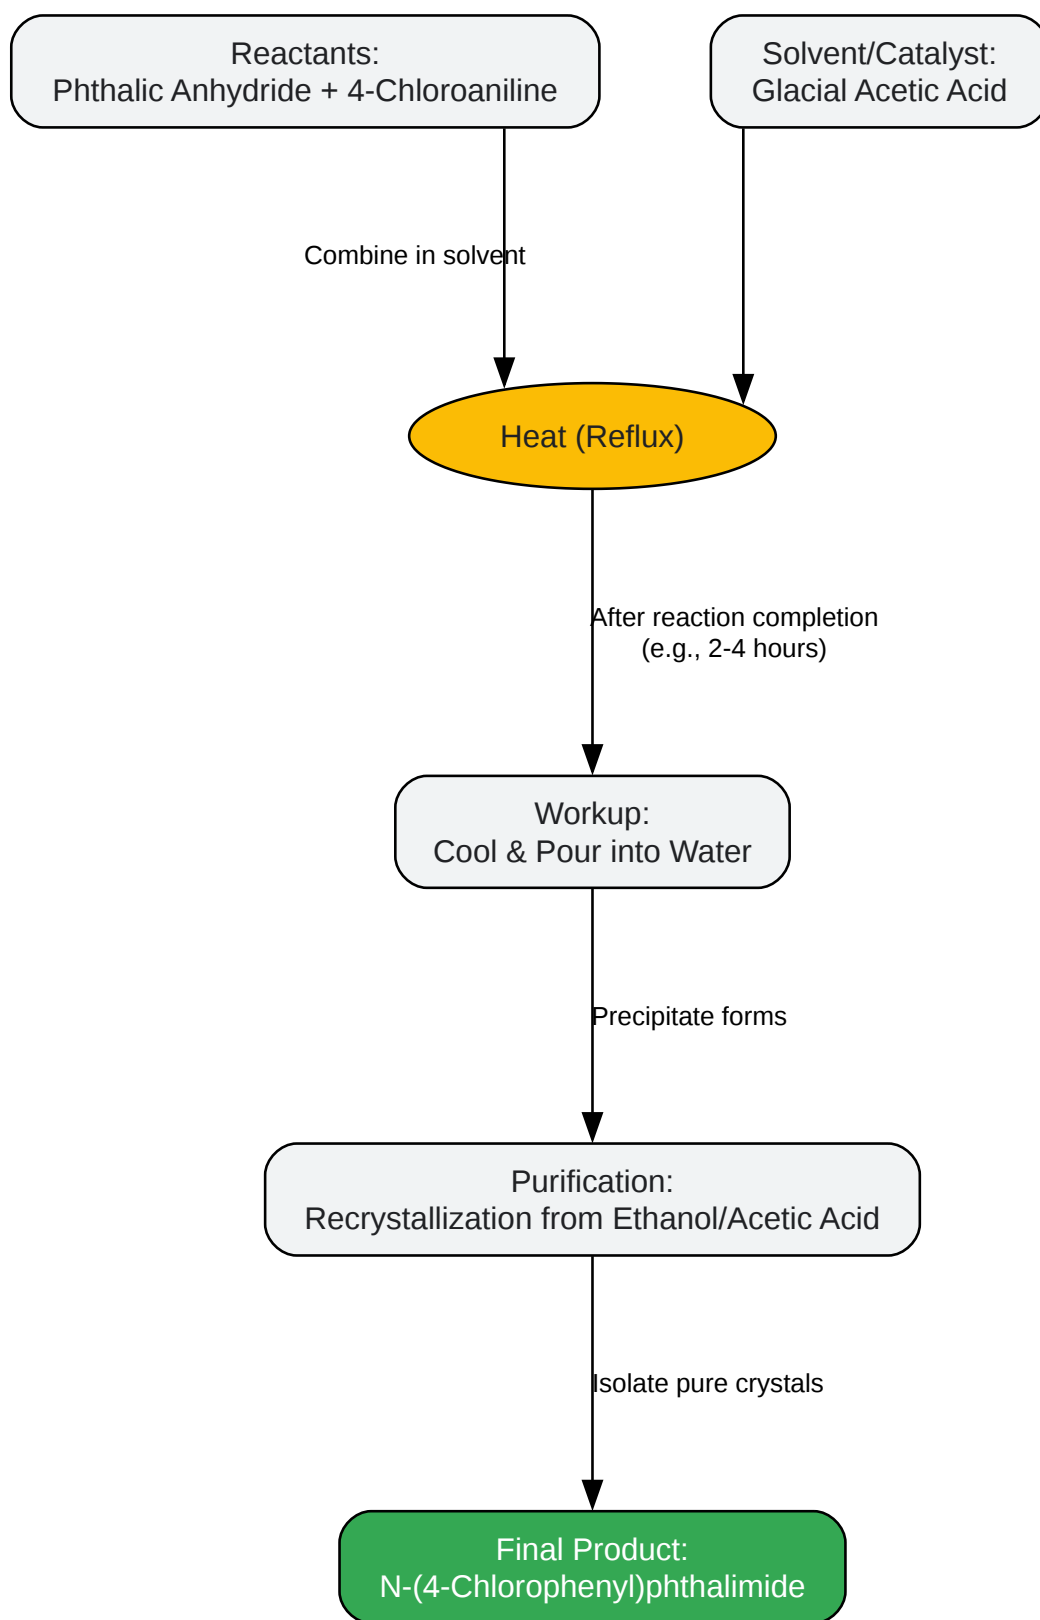 Reactants:
Phthalic Anhydride + 4-Chloroaniline
Solvent/Catalyst:
Glacial Acetic Acid
Combine in solvent
Heat (Reflux)
After reaction completion
(e.g., 2-4 hours)
Workup:
Cool & Pour into Water
Precipitate forms
Purification:
Recrystallization from Ethanol/Acetic Acid
Isolate pure crystals
Final Product:
N-(4-Chlorophenyl)phthalimide